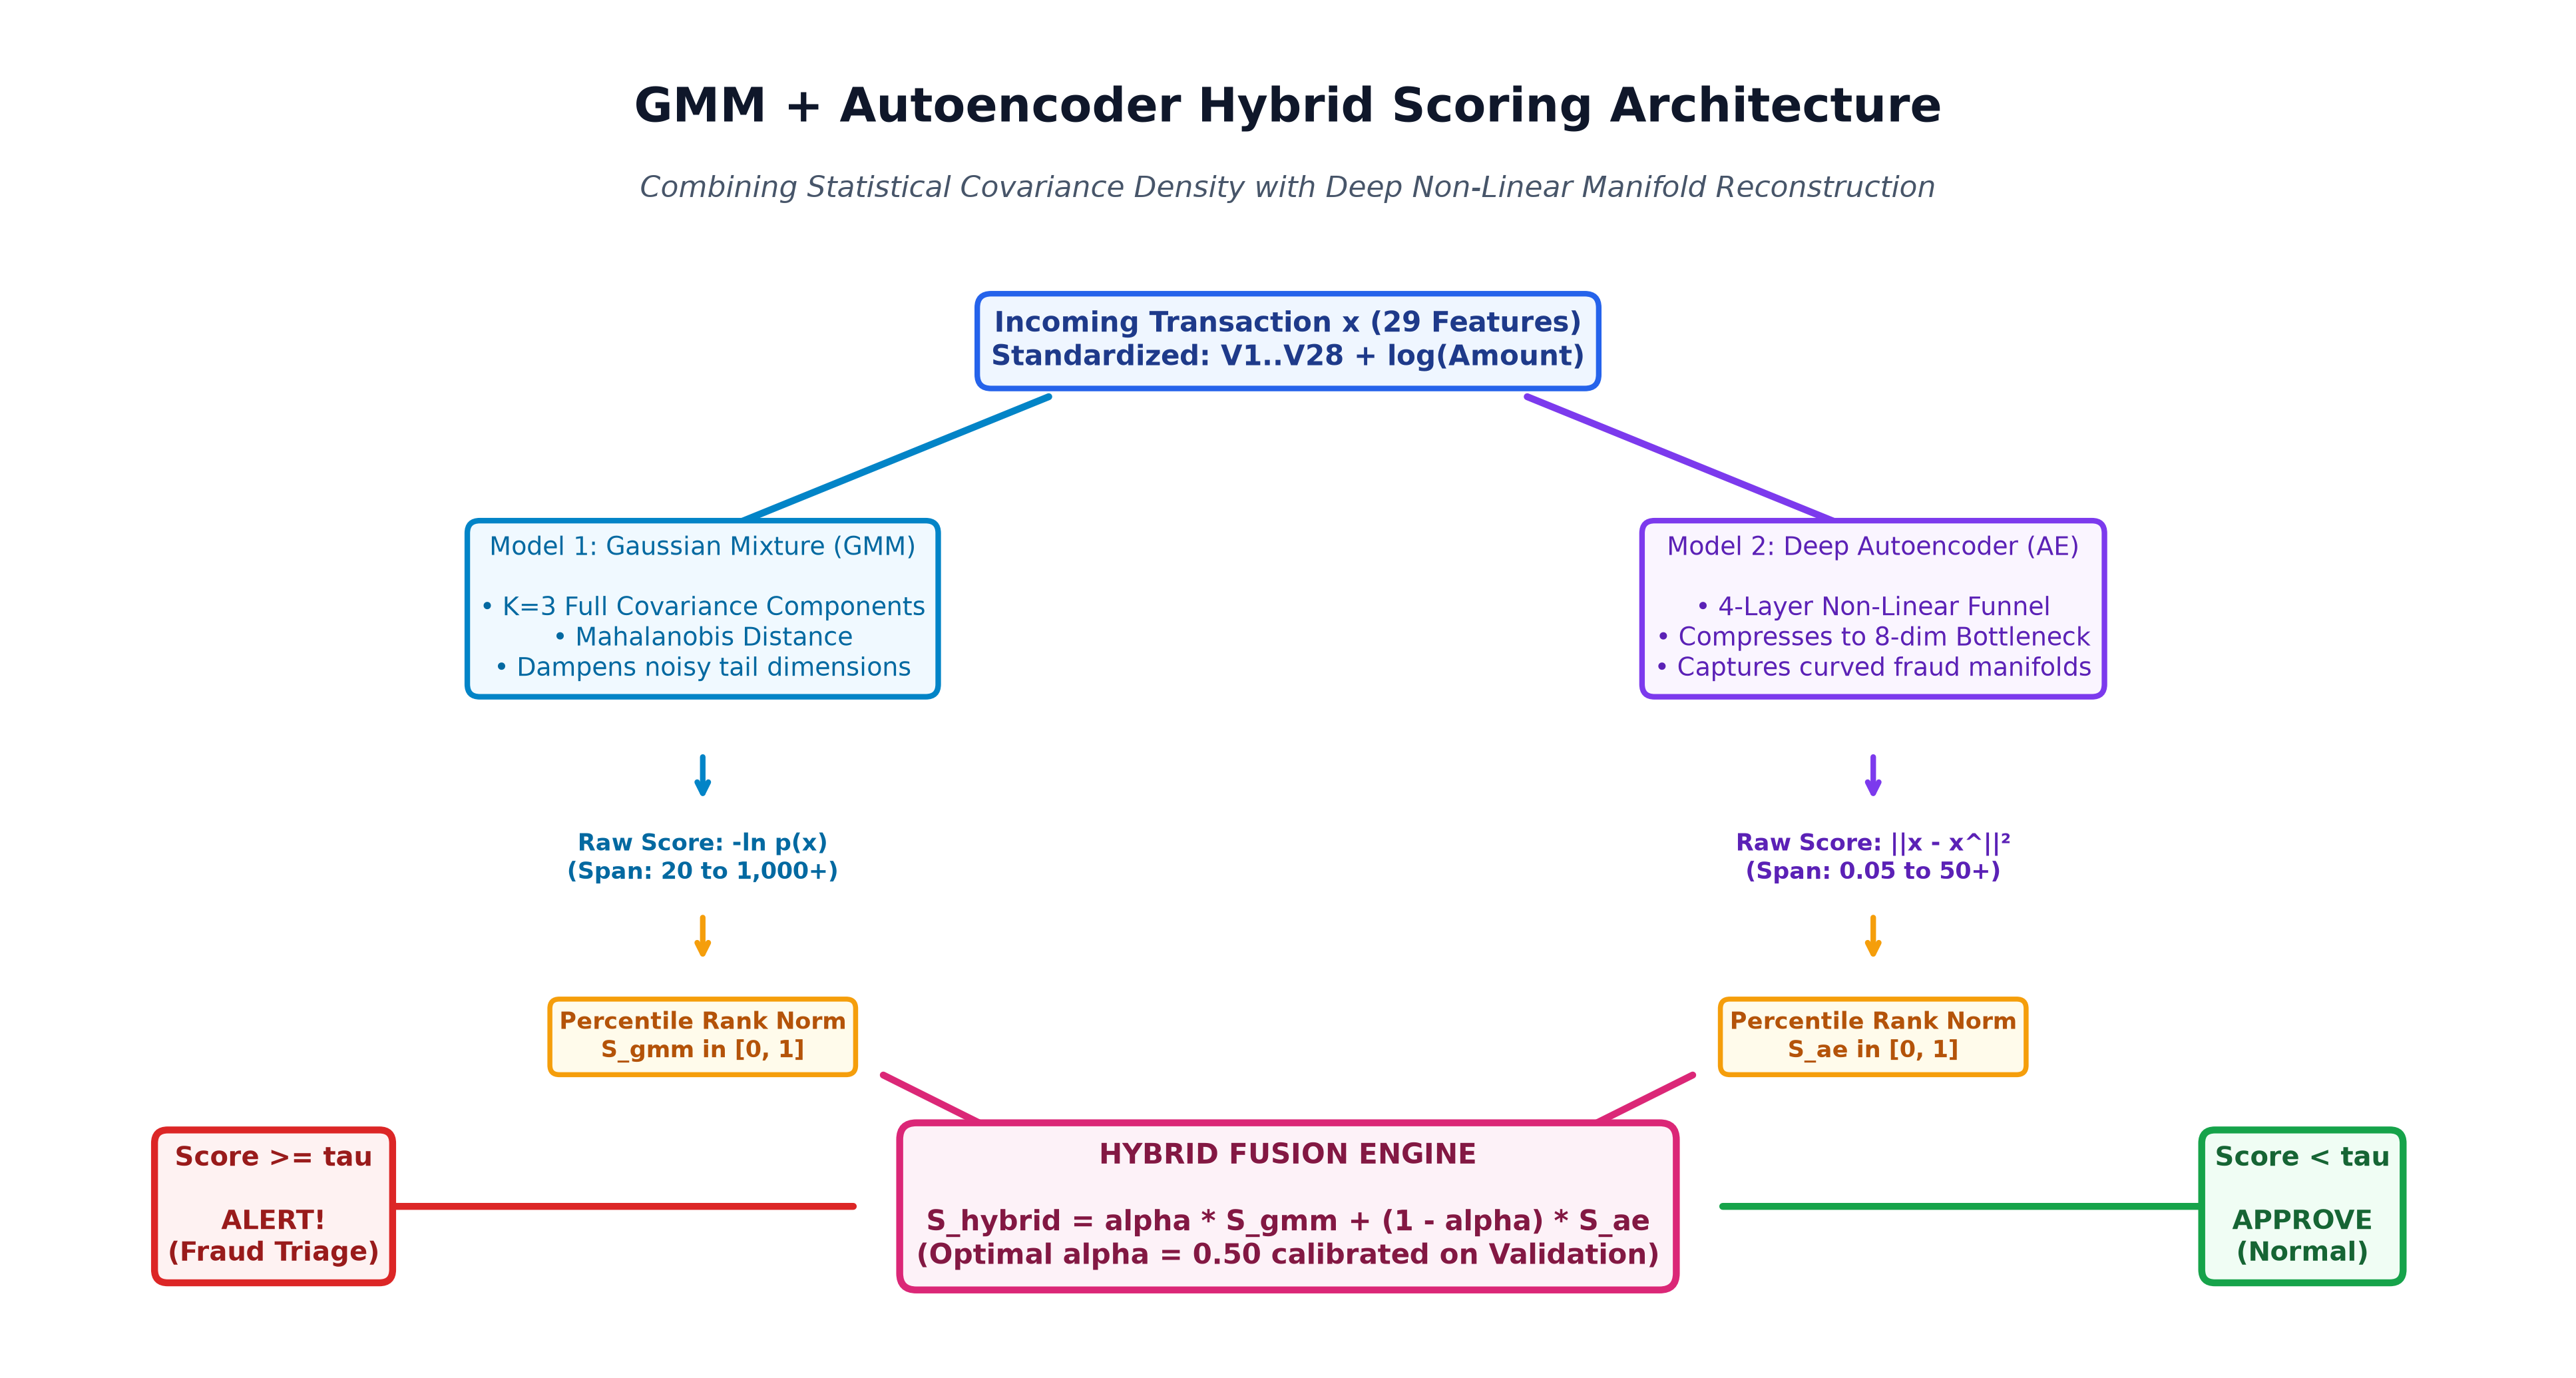 GMM + Autoencoder Hybrid Scoring Architecture
Combining Statistical Covariance Density with Deep Non-Linear Manifold Reconstruction
Incoming Transaction x (29 Features)
Standardized: V1..V28 + log(Amount)
Model 1: Gaussian Mixture (GMM)
• K=3 Full Covariance Components
• Mahalanobis Distance
• Dampens noisy tail dimensions
Model 2: Deep Autoencoder (AE)
• 4-Layer Non-Linear Funnel
• Compresses to 8-dim Bottleneck
• Captures curved fraud manifolds
Raw Score: -ln p(x)
(Span: 20 to 1,000+)
Raw Score: ||x - x^||²
(Span: 0.05 to 50+)
Percentile Rank Norm
S_gmm in [0, 1]
Percentile Rank Norm
S_ae in [0, 1]
Score >= tau
ALERT!
(Fraud Triage)
HYBRID FUSION ENGINE
S_hybrid = alpha * S_gmm + (1 - alpha) * S_ae
(Optimal alpha = 0.50 calibrated on Validation)
Score < tau
APPROVE
(Normal)